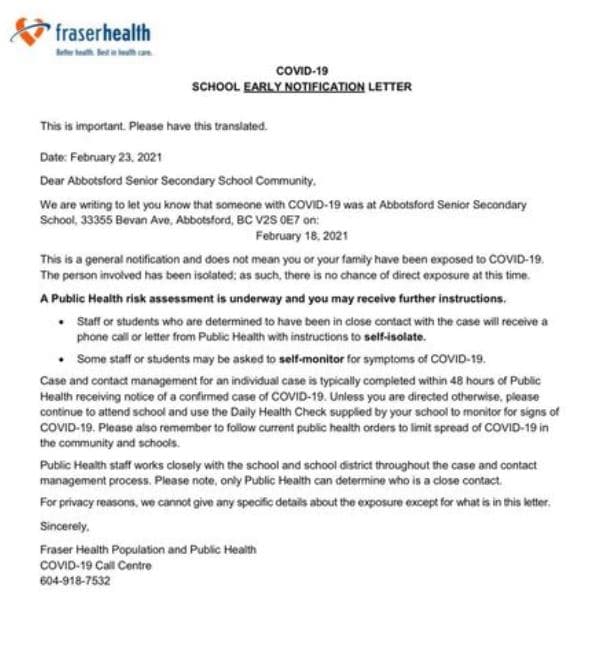 fraserhealth
Better health. Best in health care.
COVID-19
SCHOOL EARLY NOTIFICATION LETTER
This is important. Please have this translated.
Date: February 23, 2021
Dear Abbotsford Senior Secondary School Community,
We are writing to let you know that someone with COVID-19 was at Abbotsford Senior Secondary
School, 33355 Bevan Ave, Abbotsford, BC V2S 0E7 on:
February 18, 2021
This is a general notification and does not mean you or your family have been exposed to COVID-19.
The person involved has been isolated; as such, there is no chance of direct exposure at this time.
A Public Health risk assessment is underway and you may receive further instructions.
• Staff or students who are determined to have been in close contact with the case will receive a
phone call or letter from Public Health with instructions to self-isolate.
• Some staff or students may be asked to self-monitor for symptoms of COVID-19.
Case and contact management for an individual case is typically completed within 48 hours of Public
Health receiving notice of a confirmed case of COVID-19. Unless you are directed otherwise, please
continue to attend school and use the Daily Health Check supplied by your school to monitor for signs of
COVID-19. Please also remember to follow current public health orders to limit spread of COVID-19 in
the community and schools.
Public Health staff works closely with the school and school district throughout the case and contact
management process. Please note, only Public Health can determine who is a close contact.
For privacy reasons, we cannot give any specific details about the exposure except for what is in this letter.
Sincerely,
Fraser Health Population and Public Health
COVID-19 Call Centre
604-918-7532